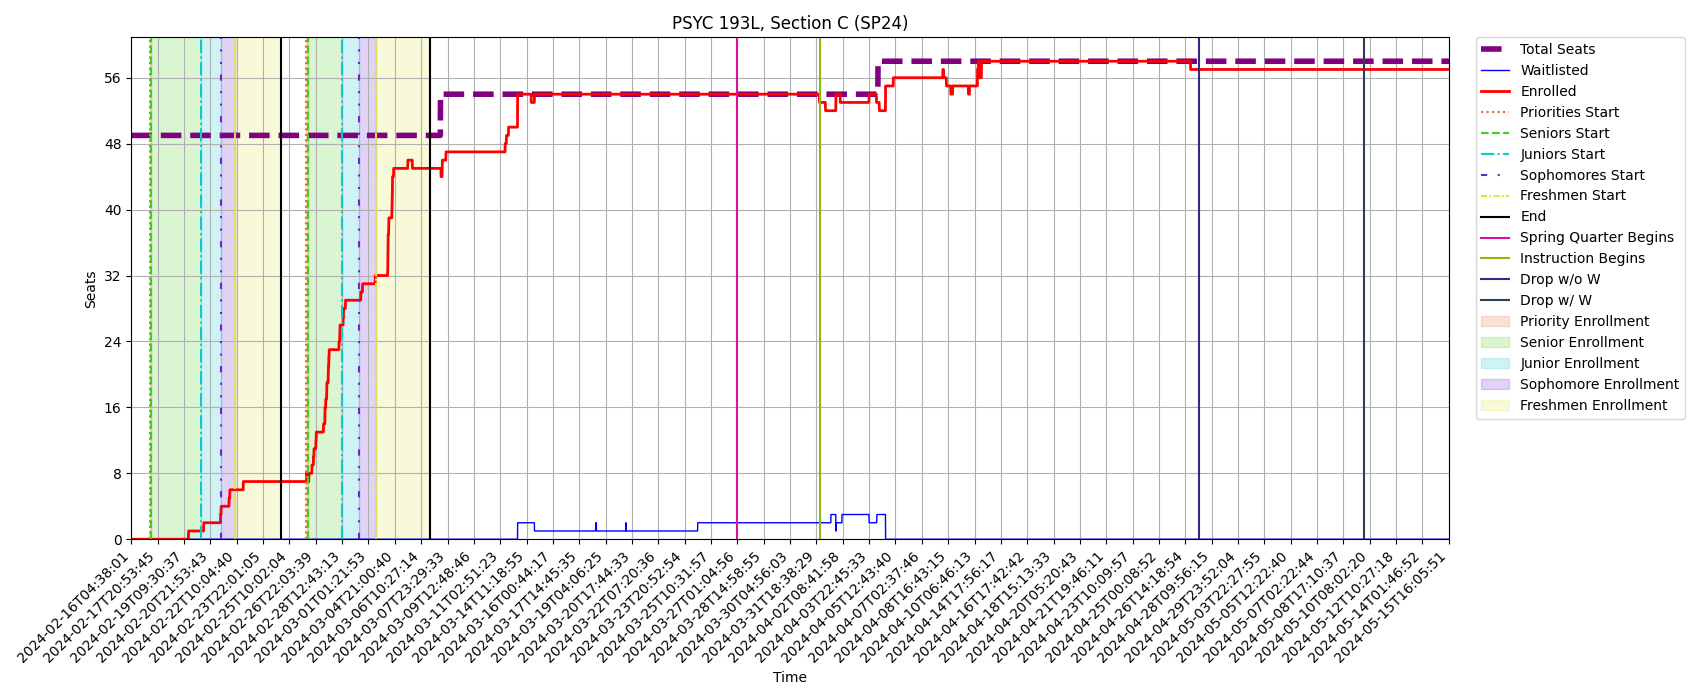 PSYC 193L, Section C (SP24)
Total Seats
Waitlisted
Enrolled
Priorities Start
Seniors Start
Juniors Start
Sophomores Start
Freshmen Start
End
Spring Quarter Begins
Instruction Begins
Drop w/o W
Drop w/ W
Priority Enrollment
Senior Enrollment
Junior Enrollment
Sophomore Enrollment
Freshmen Enrollment
Seats
56
48
40
32
24
16
8
0
2024-02-16T04:38:01
2024-02-17T20:53:45
2024-02-19T09:30:37
2024-02-20T21:53:43
2024-02-22T10:04:40
2024-02-23T22:01:05
2024-02-25T10:02:04
2024-02-26T22:03:39
2024-02-28T12:43:13
2024-03-01T01:21:53
2024-03-04T21:00:40
2024-03-06T10:27:14
2024-03-07T23:29:33
2024-03-09T12:48:46
2024-03-11T02:51:23
2024-03-14T11:18:55
2024-03-16T00:44:17
2024-03-17T14:45:35
2024-03-19T04:06:25
2024-03-20T17:44:33
2024-03-22T07:20:36
2024-03-23T20:52:54
2024-03-25T10:31:57
2024-03-27T01:04:56
2024-03-28T14:58:55
2024-03-30T04:56:03
2024-03-31T18:38:29
2024-04-02T08:41:58
2024-04-03T22:45:33
2024-04-05T12:43:40
2024-04-07T02:37:46
2024-04-08T16:43:15
2024-04-10T06:46:13
2024-04-14T17:56:17
2024-04-16T17:42:42
2024-04-18T15:13:33
2024-04-20T05:20:43
2024-04-21T19:46:11
2024-04-23T10:09:57
2024-04-25T00:08:52
2024-04-26T14:18:54
2024-04-28T09:56:15
2024-04-29T23:52:04
2024-05-03T22:27:55
2024-05-05T12:22:40
2024-05-07T02:22:44
2024-05-08T17:10:37
2024-05-10T08:02:20
2024-05-12T10:27:18
2024-05-14T01:46:52
2024-05-15T16:05:51
Time